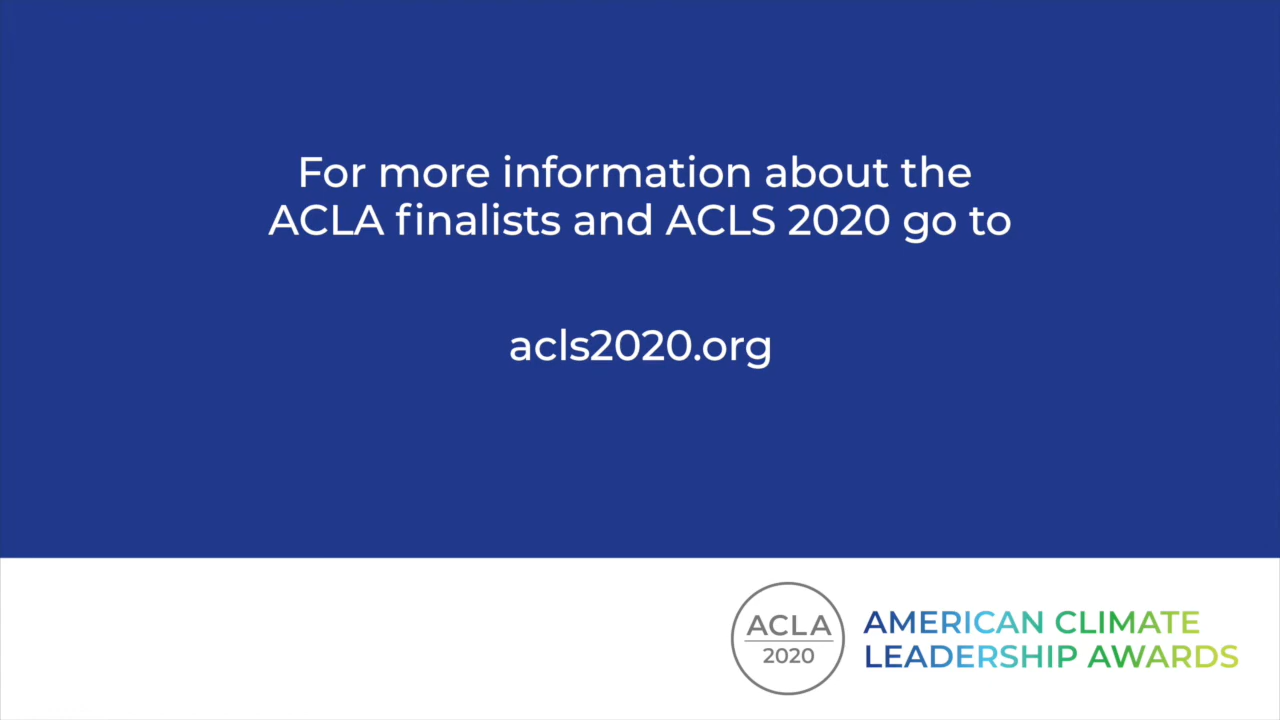 For more information about the
ACLA finalists and ACLS 2020 go to
acls2020.org
ACLA
2020
AMERICAN CLIMATE
LEADERSHIP AWARDS